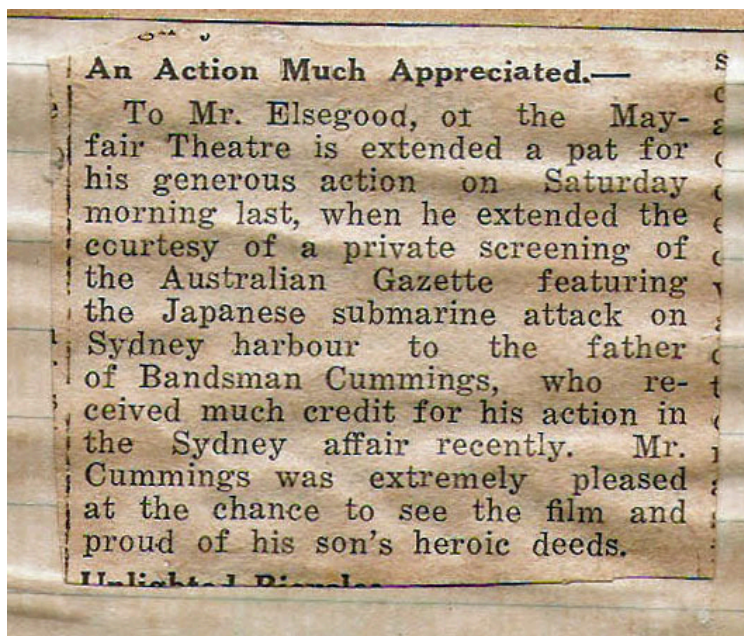 An Action Much Appreciated.—
To Mr. Elsegood, of the May-
fair Theatre is extended a pat for
his generous action on Saturday
morning last, when he extended the
courtesy of a private screening of
the Australian Gazette featuring
the Japanese submarine attack on
Sydney harbour to the father
of Bandsman Cummings, who re-
ceived much credit for his action in
the Sydney affair recently. Mr.
Cummings was extremely pleased
at the chance to see the film and
proud of his son's heroic deeds.
Unlighted Bicycles